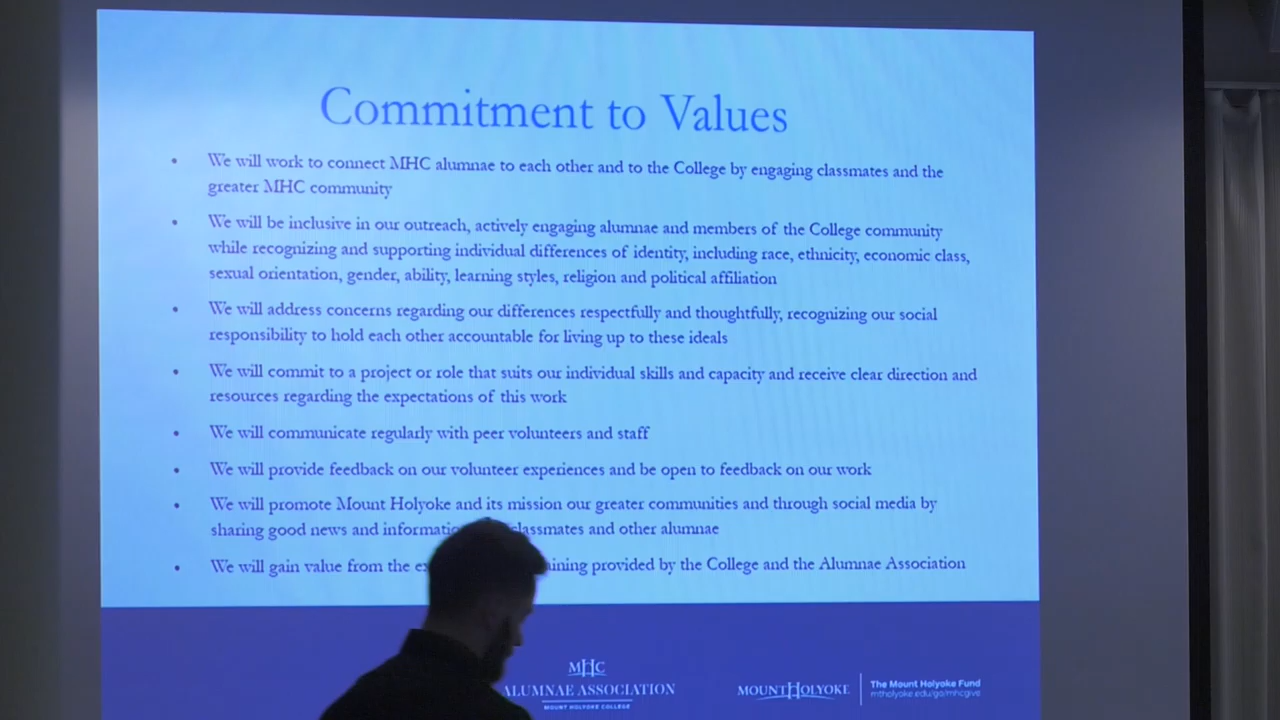 Commitment to Values
• We will work to connect MHC alumnae to each other and to the College by engaging classmates and the
greater MHC community
• We will be inclusive in our outreach, actively engaging alumnae and members of the College community
while recognizing and supporting individual differences of identity, including race, ethnicity, economic class,
sexual orientation, gender, ability, learning styles, religion and political affiliation
• We will address concerns regarding our differences respectfully and thoughtfully, recognizing our social
responsibility to hold each other accountable for living up to these ideals
• We will commit to a project or role that suits our individual skills and capacity and receive clear direction and
resources regarding the expectations of this work
• We will communicate regularly with peer volunteers and staff
• We will provide feedback on our volunteer experiences and be open to feedback on our work
• We will promote Mount Holyoke and its mission our greater communities and through social media by
sharing good news and classmates and other alumnae
• We will gain value from the provided by the College and the Alumnae Association
MHC
ALUMNAE ASSOCIATION
MOUNT HOLYOKE COLLEGE
MOUNT HOLYOKE
The Mount Holyoke Fund
mtholyoke.edu/go/mhcgive